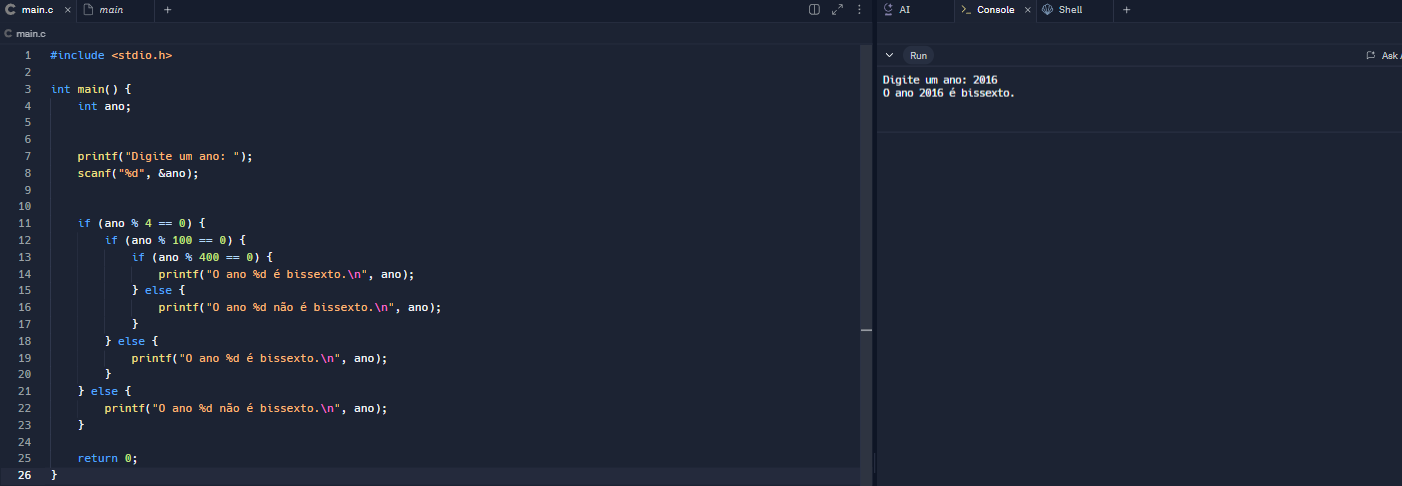 main.c × main +
main.c
1 #include <stdio.h>
2
3 int main() {
4 int ano;
5
6
7 printf("Digite um ano: ");
8 scanf("%d", &ano);
9
10
11 if (ano % 4 == 0) {
12 if (ano % 100 == 0) {
13 if (ano % 400 == 0) {
14 printf("O ano %d é bissexto.\n", ano);
15 } else {
16 printf("O ano %d não é bissexto.\n", ano);
17 }
18 } else {
19 printf("O ano %d é bissexto.\n", ano);
20 }
21 } else {
22 printf("O ano %d não é bissexto.\n", ano);
23 }
24
25 return 0;
26 }
AI Console × Shell +
Run Ask
Digite um ano: 2016
O ano 2016 é bissexto.